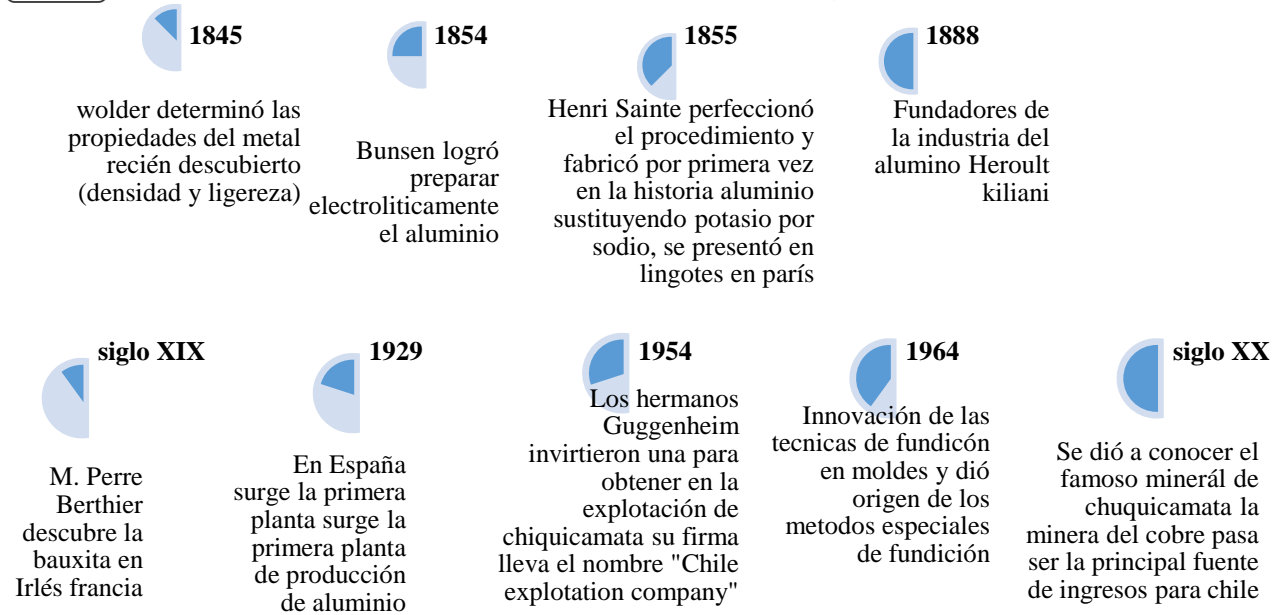 1845
wolder determinó las
propiedades del metal
recién descubierto
(densidad y ligereza)
1854
Bunsen logró
preparar
electroliticamente
el aluminio
1855
Henri Sainte perfeccionó
el procedimiento y
fabricó por primera vez
en la historia aluminio
sustituyendo potasio por
sodio, se presentó en
lingotes en parís
1888
Fundadores de
la industria del
alumino Heroult
kiliani
siglo XIX
M. Perre
Berthier
descubre la
bauxita en
Irlés francia
1929
En España
surge la primera
planta surge la
primera planta
de producción
de aluminio
1954
Los hermanos
Guggenheim
invirtieron una para
obtener en la
explotación de
chiquicamata su firma
lleva el nombre "Chile
explotation company"
1964
Innovación de las
tecnicas de fundicón
en moldes y dió
origen de los
metodos especiales
de fundición
siglo XX
Se dió a conocer el
famoso minerál de
chuquicamata la
minera del cobre pasa
ser la principal fuente
de ingresos para chile